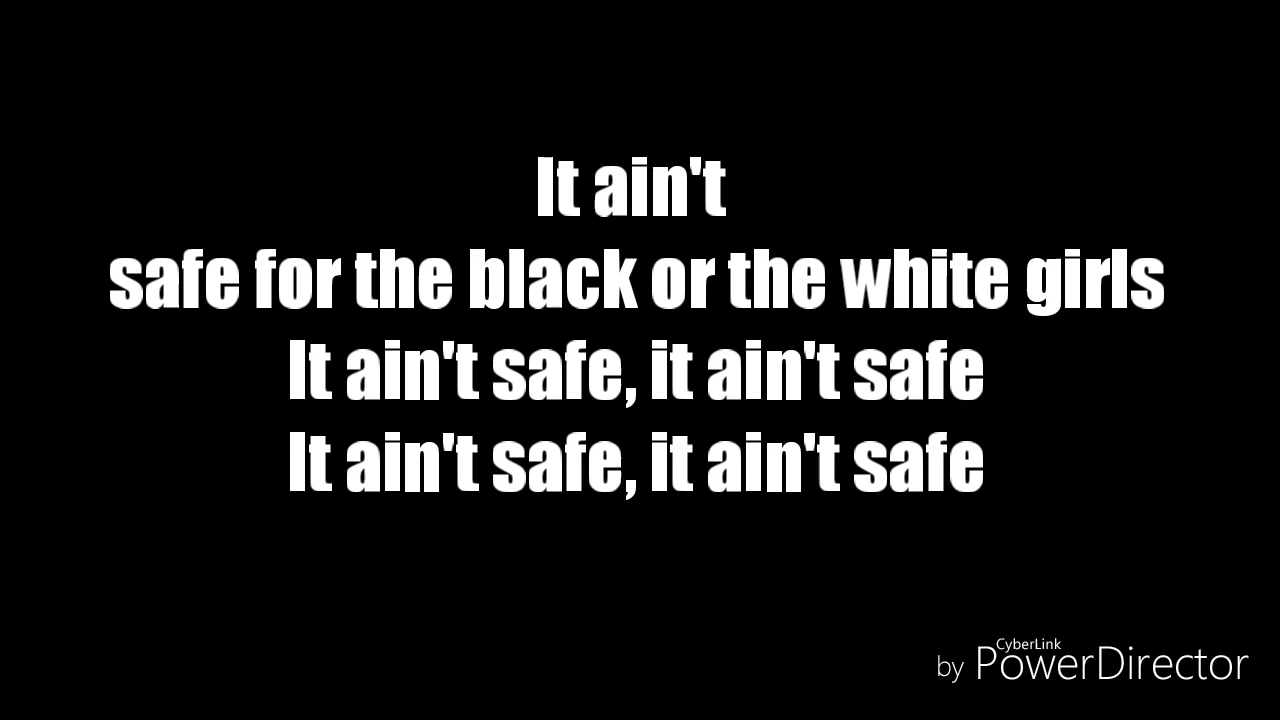 It ain't
safe for the black or the white girls
It ain't safe, it ain't safe
It ain't safe, it ain't safe
CyberLink
by PowerDirector